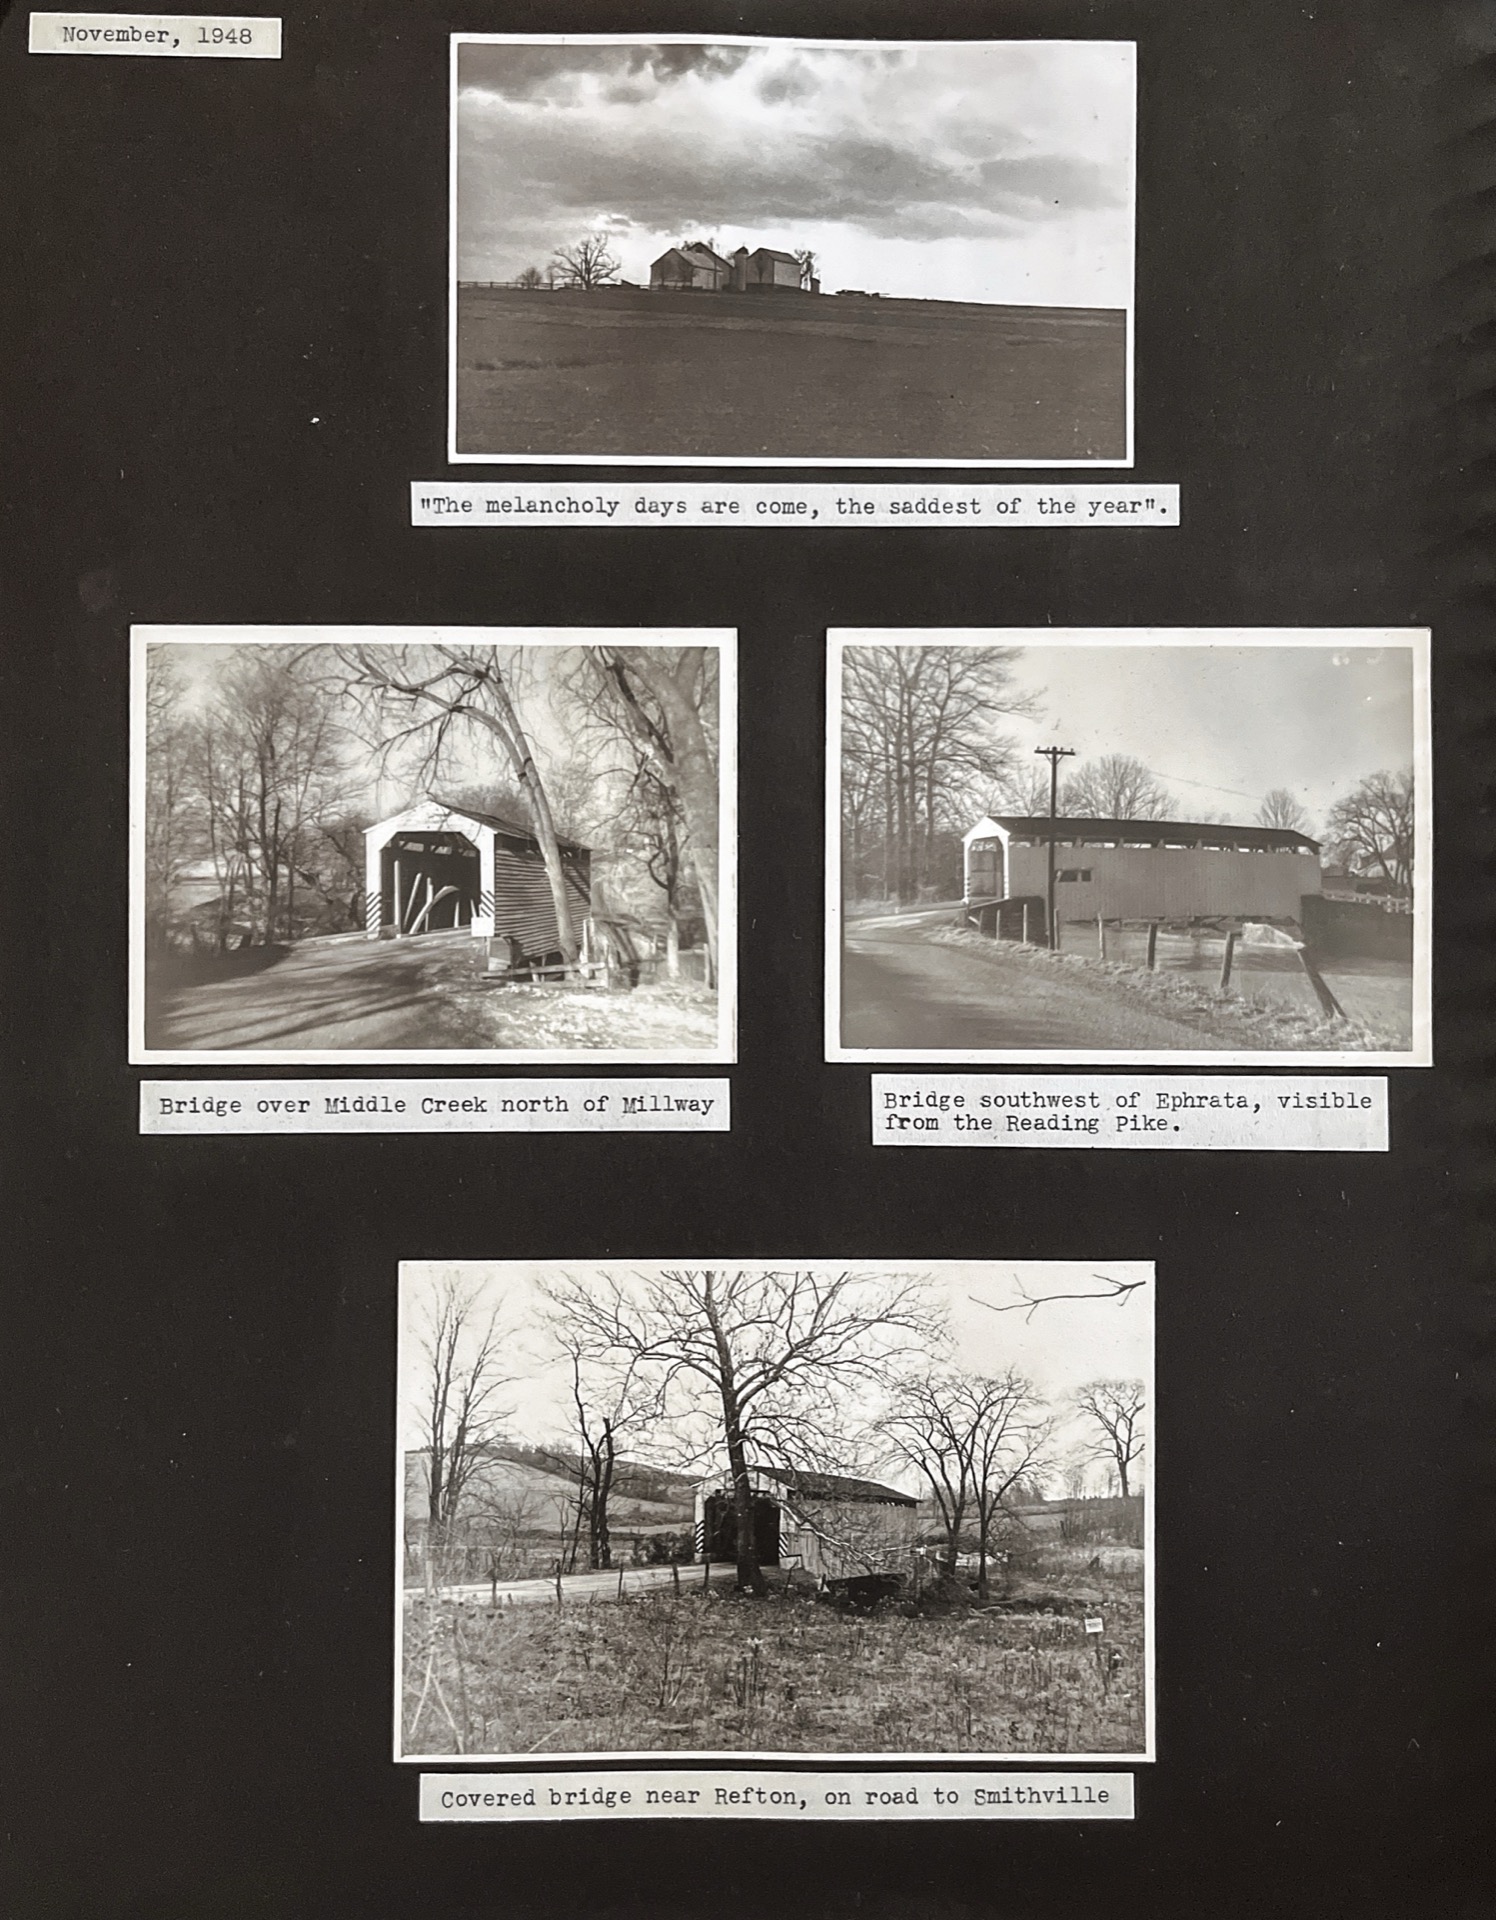 November, 1948
"The melancholy days are come, the saddest of the year".
Bridge over Middle Creek north of Millway
Bridge southwest of Ephrata, visible
from the Reading Pike.
Covered bridge near Refton, on road to Smithville